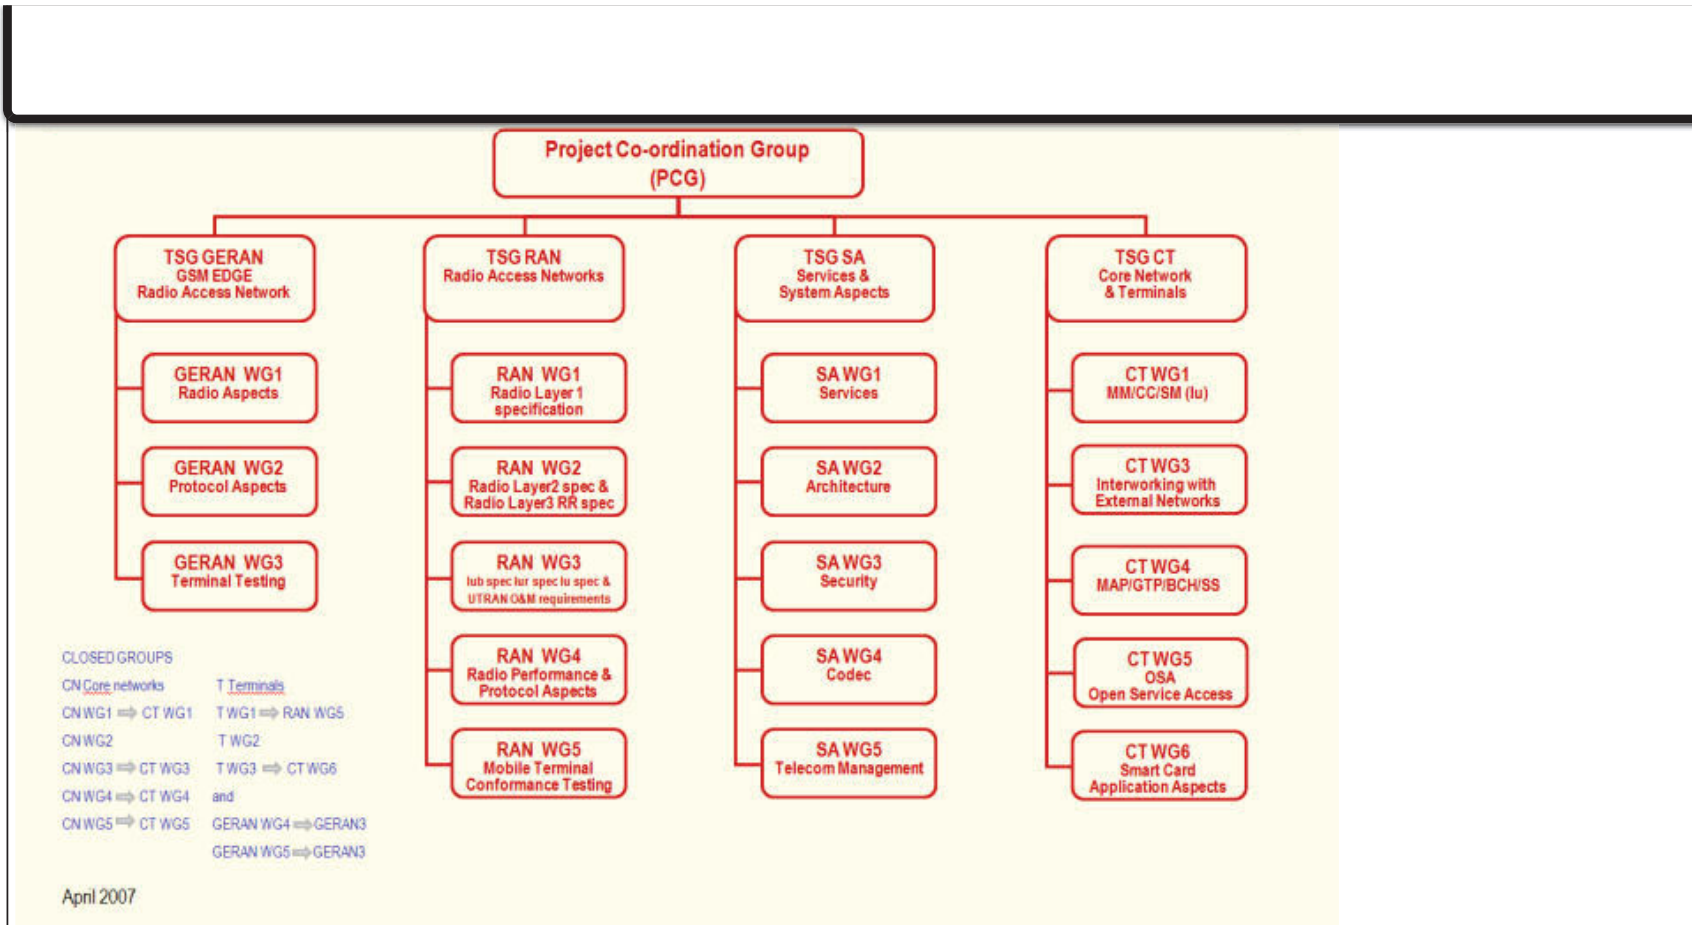 Project Co-ordination Group
(PCG)
TSG GERAN
GSM EDGE
Radio Access Network
TSG RAN
Radio Access Networks
TSG SA
Services &
System Aspects
TSG CT
Core Network
& Terminals
GERAN WG1
Radio Aspects
RAN WG1
Radio Layer 1
specification
SA WG1
Services
CT WG1
MM/CC/SM (Iu)
GERAN WG2
Protocol Aspects
RAN WG2
Radio Layer2 spec &
Radio Layer3 RR spec
SA WG2
Architecture
CT WG3
Interworking with
External Networks
GERAN WG3
Terminal Testing
RAN WG3
Iub spec Iur spec Iu spec &
UTRAN O&M requirements
SA WG3
Security
CT WG4
MAP/GTP/BCH/SS
RAN WG4
Radio Performance &
Protocol Aspects
SA WG4
Codec
CT WG5
OSA
Open Service Access
RAN WG5
Mobile Terminal
Conformance Testing
SA WG5
Telecom Management
CT WG6
Smart Card
Application Aspects
CLOSED GROUPS
CN Core networks
CN WG1 ⇒ CT WG1
CN WG2
CN WG3 ⇒ CT WG3
CN WG4 ⇒ CT WG4
CN WG5 ⇒ CT WG5
T Terminals
T WG1 ⇒ RAN WG5
T WG2
T WG3 ⇒ CT WG6
and
GERAN WG4 ⇒ GERAN3
GERAN WG5 ⇒ GERAN3
April 2007